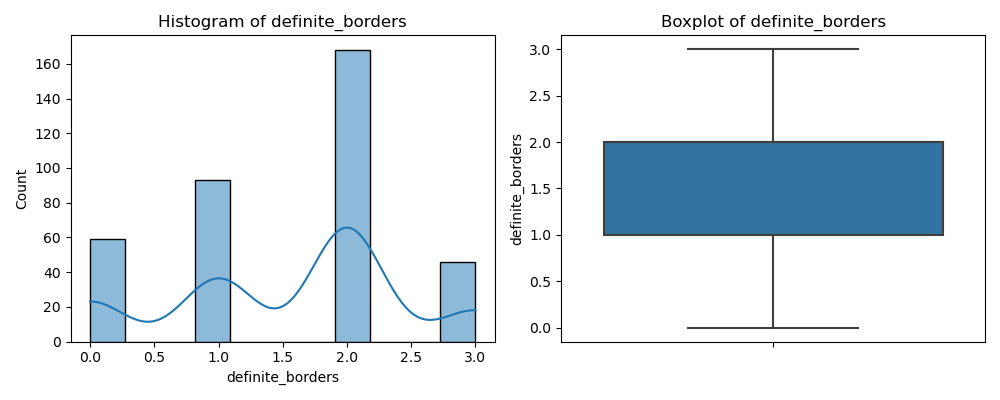 Histogram of definite_borders
Count
160
140
120
100
80
60
40
20
0
0.0 0.5 1.0 1.5 2.0 2.5 3.0
definite_borders
Boxplot of definite_borders
definite_borders
3.0
2.5
2.0
1.5
1.0
0.5
0.0